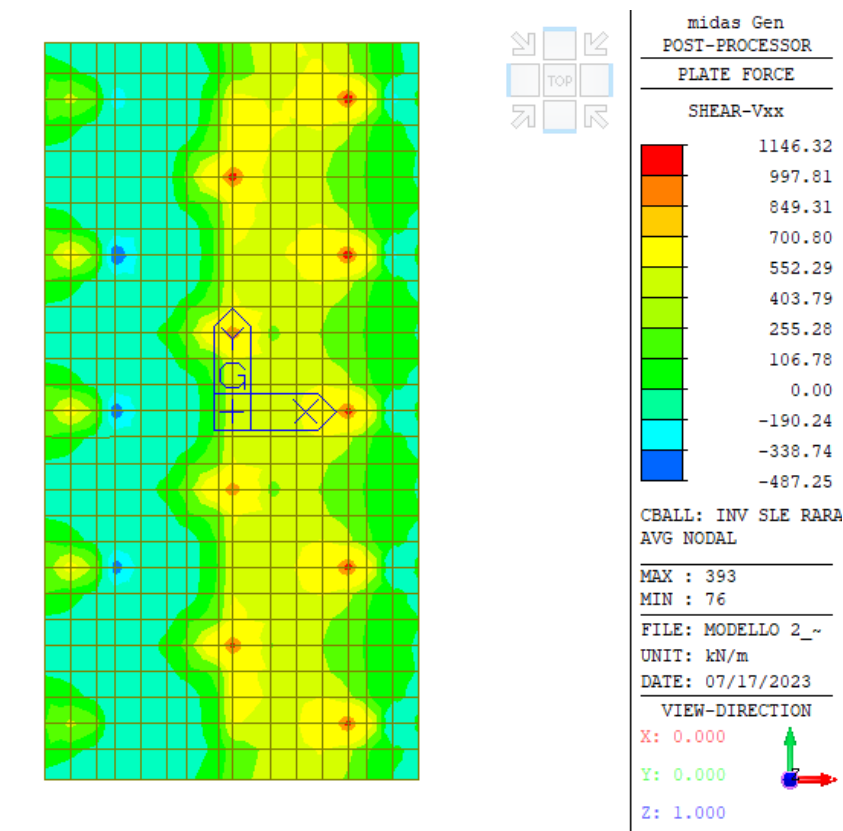 TOP
Y
G
X
midas Gen
POST-PROCESSOR
PLATE FORCE
SHEAR-Vxx
1146.32
997.81
849.31
700.80
552.29
403.79
255.28
106.78
0.00
-190.24
-338.74
-487.25
CBALL: INV SLE RARA
AVG NODAL
MAX : 393
MIN : 76
FILE: MODELLO 2_~
UNIT: kN/m
DATE: 07/17/2023
VIEW-DIRECTION
X: 0.000
Y: 0.000
Z: 1.000
Z